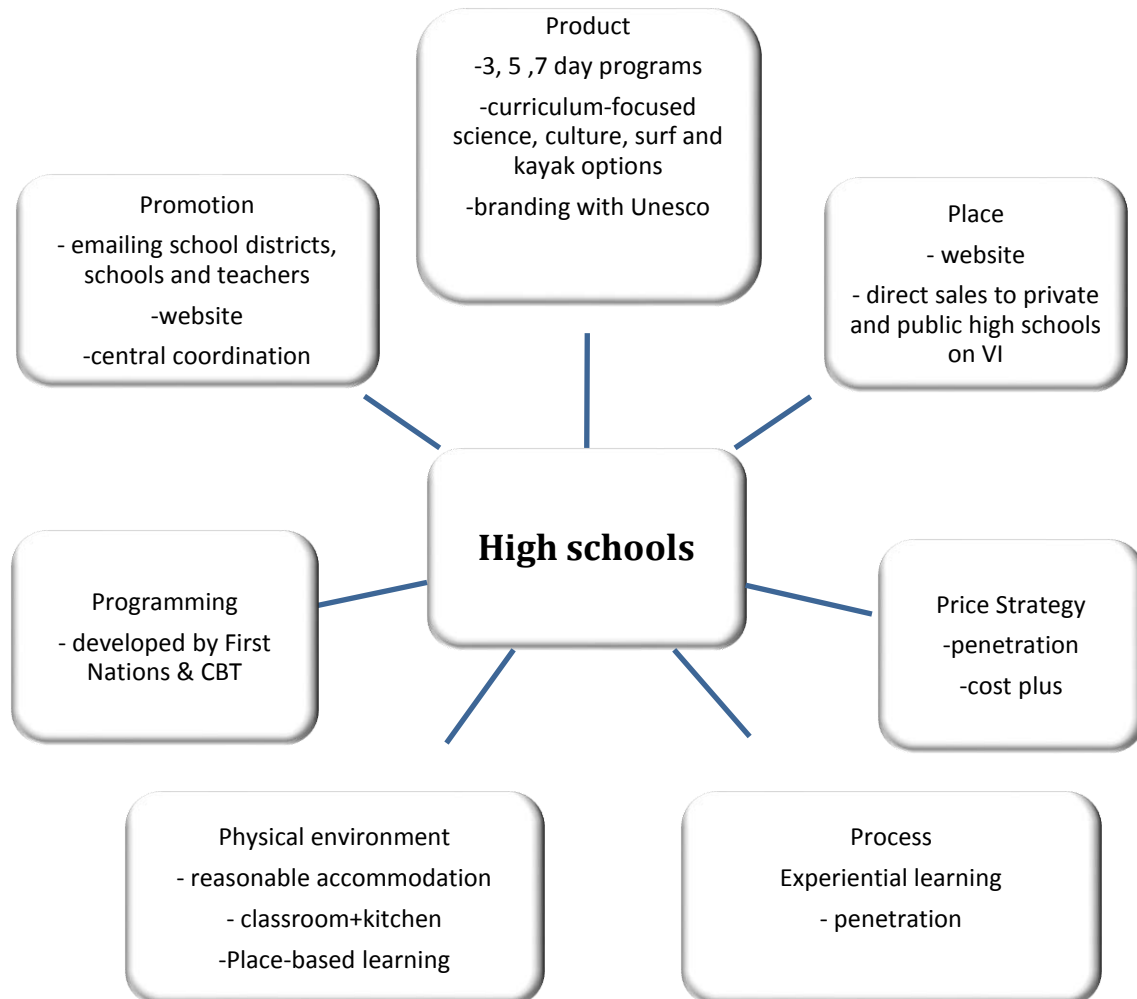 Product
-3, 5 ,7 day programs
-curriculum-focused
science, culture, surf and
kayak options
-branding with Unesco
Promotion
- emailing school districts,
schools and teachers
-website
-central coordination
Place
- website
- direct sales to private
and public high schools
on VI
High schools
Programming
- developed by First
Nations & CBT
Price Strategy
-penetration
-cost plus
Physical environment
- reasonable accommodation
- classroom+kitchen
-Place-based learning
Process
Experiential learning
- penetration